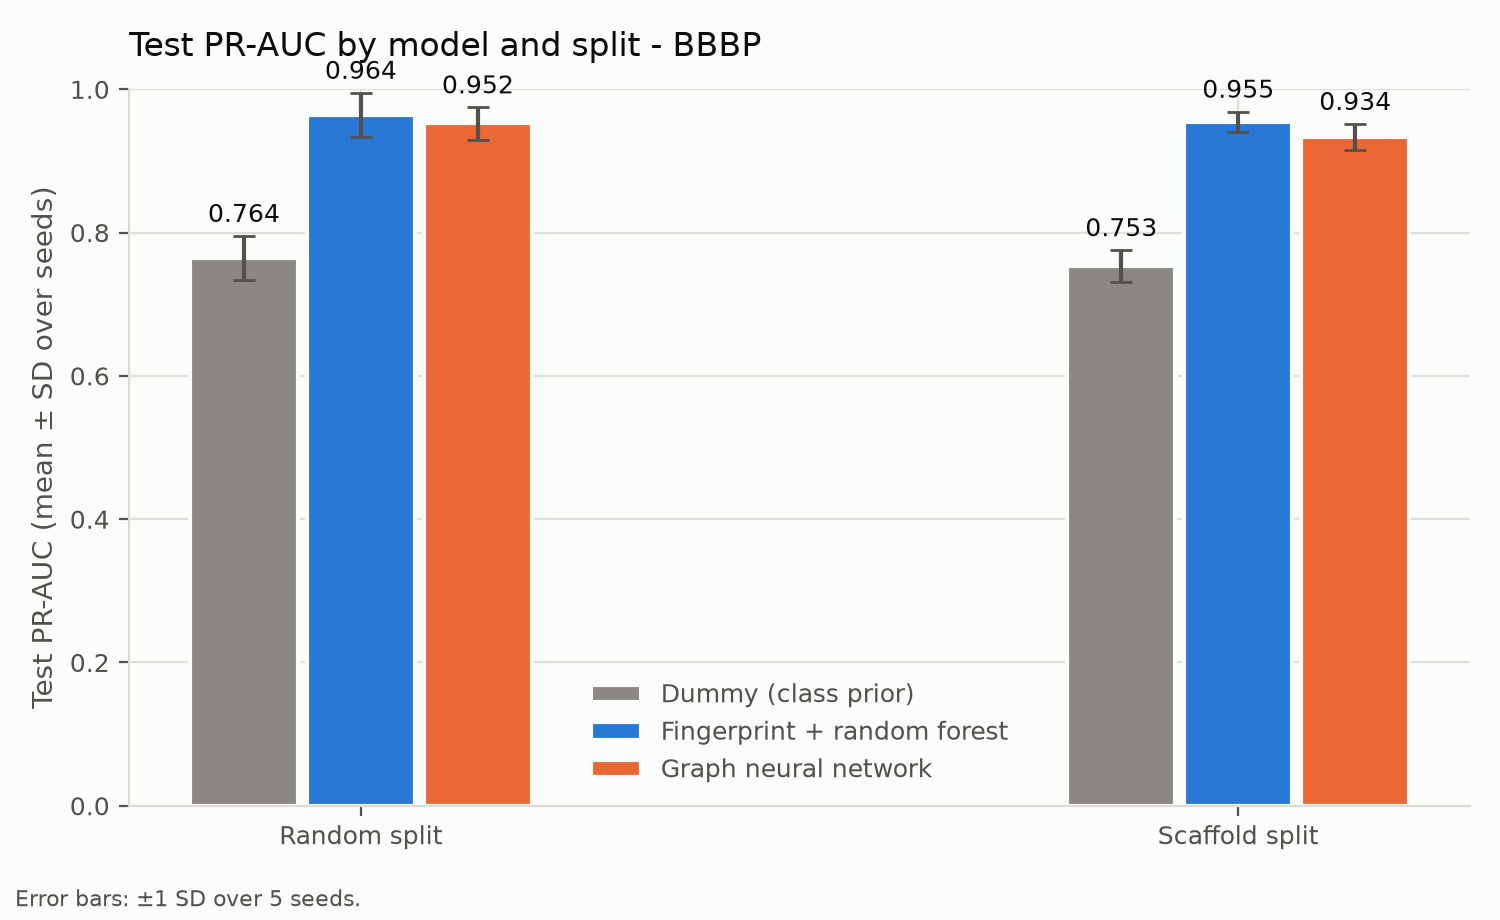 Test PR-AUC by model and split - BBBP
Test PR-AUC (mean ± SD over seeds)
1.0
0.8
0.6
0.4
0.2
0.0
0.764
0.964
0.952
0.753
0.955
0.934
Dummy (class prior)
Fingerprint + random forest
Graph neural network
Random split
Scaffold split
Error bars: ±1 SD over 5 seeds.